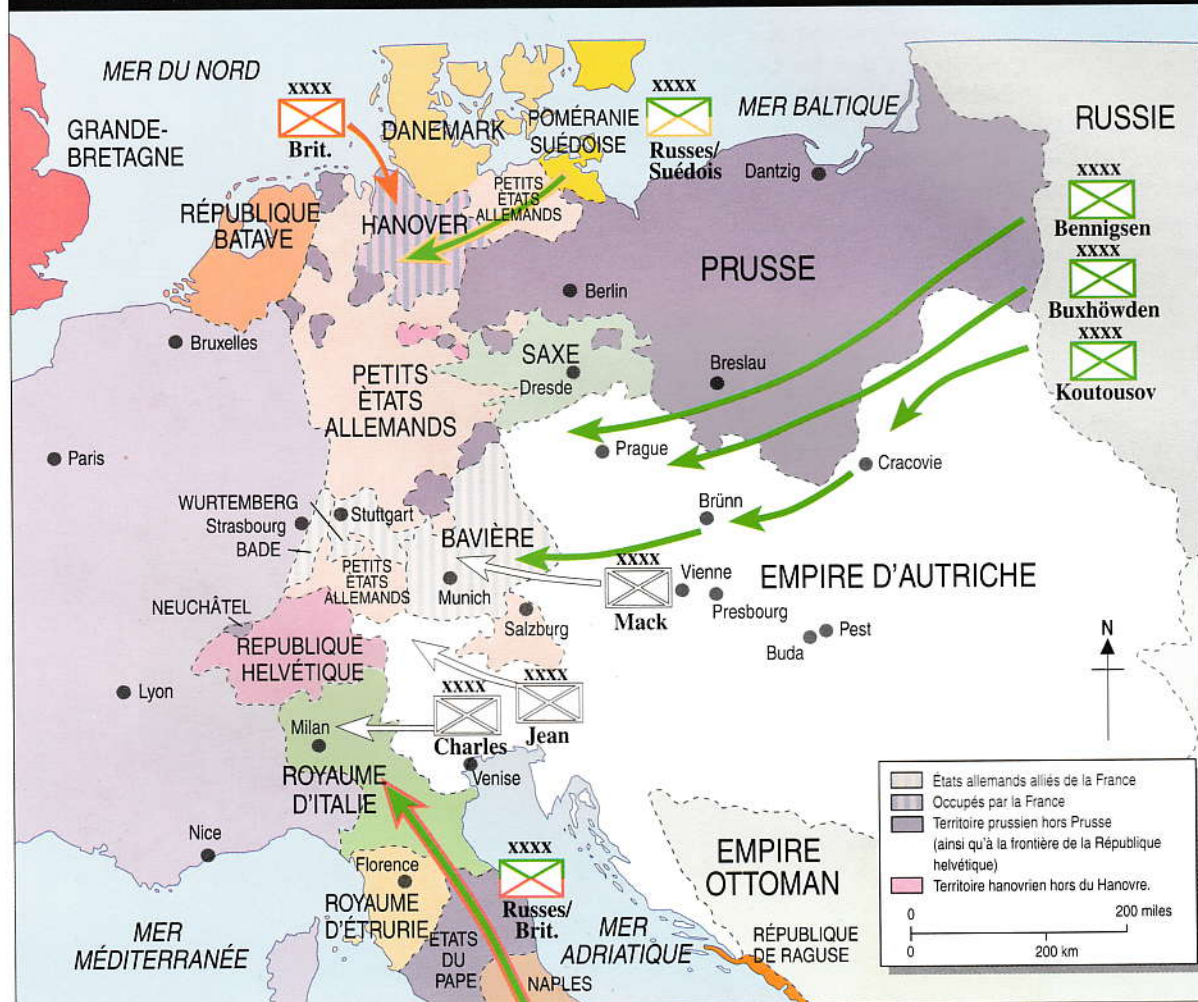 MER DU NORD
GRANDE-
BRETAGNE
XXXX
Brit.
DANEMARK
POMÉRANIE
SUÉDOISE
XXXX
Russes/
Suédois
MER BALTIQUE
RUSSIE
Dantzig
XXXX
Bennigsen
XXXX
Buxhöwden
XXXX
Koutousov
RÉPUBLIQUE
BATAVE
HANOVER
PETITS
ÈTATS
ALLEMANDS
PRUSSE
Berlin
Bruxelles
SAXE
Dresde
Breslau
PETITS
ÈTATS
ALLEMANDS
Paris
Prague
Cracovie
WURTEMBERG
Strasbourg
BADE
Stuttgart
BAVIÈRE
Brünn
PETITS
ÈTATS
ALLEMANDS
Munich
XXXX
Mack
Vienne
Presbourg
EMPIRE D'AUTRICHE
Pest
Buda
NEUCHÂTEL
REPUBLIQUE
HELVÉTIQUE
Salzburg
N
Lyon
XXXX
Charles
XXXX
Jean
Milan
Venise
ROYAUME
D'ITALIE
Nice
Florence
ROYAUME
D'ÉTRURIE
XXXX
Russes/
Brit.
ETATS
DU
PAPE
NAPLES
MER
MÉDITERRANÉE
MER
ADRIATIQUE
EMPIRE
OTTOMAN
RÉPUBLIQUE
DE RAGUSE
États allemands alliés de la France
Occupés par la France
Territoire prussien hors Prusse
(ainsi qu'à la frontière de la République
helvétique)
Territoire hanovrien hors du Hanovre.
0 200 miles
0 200 km